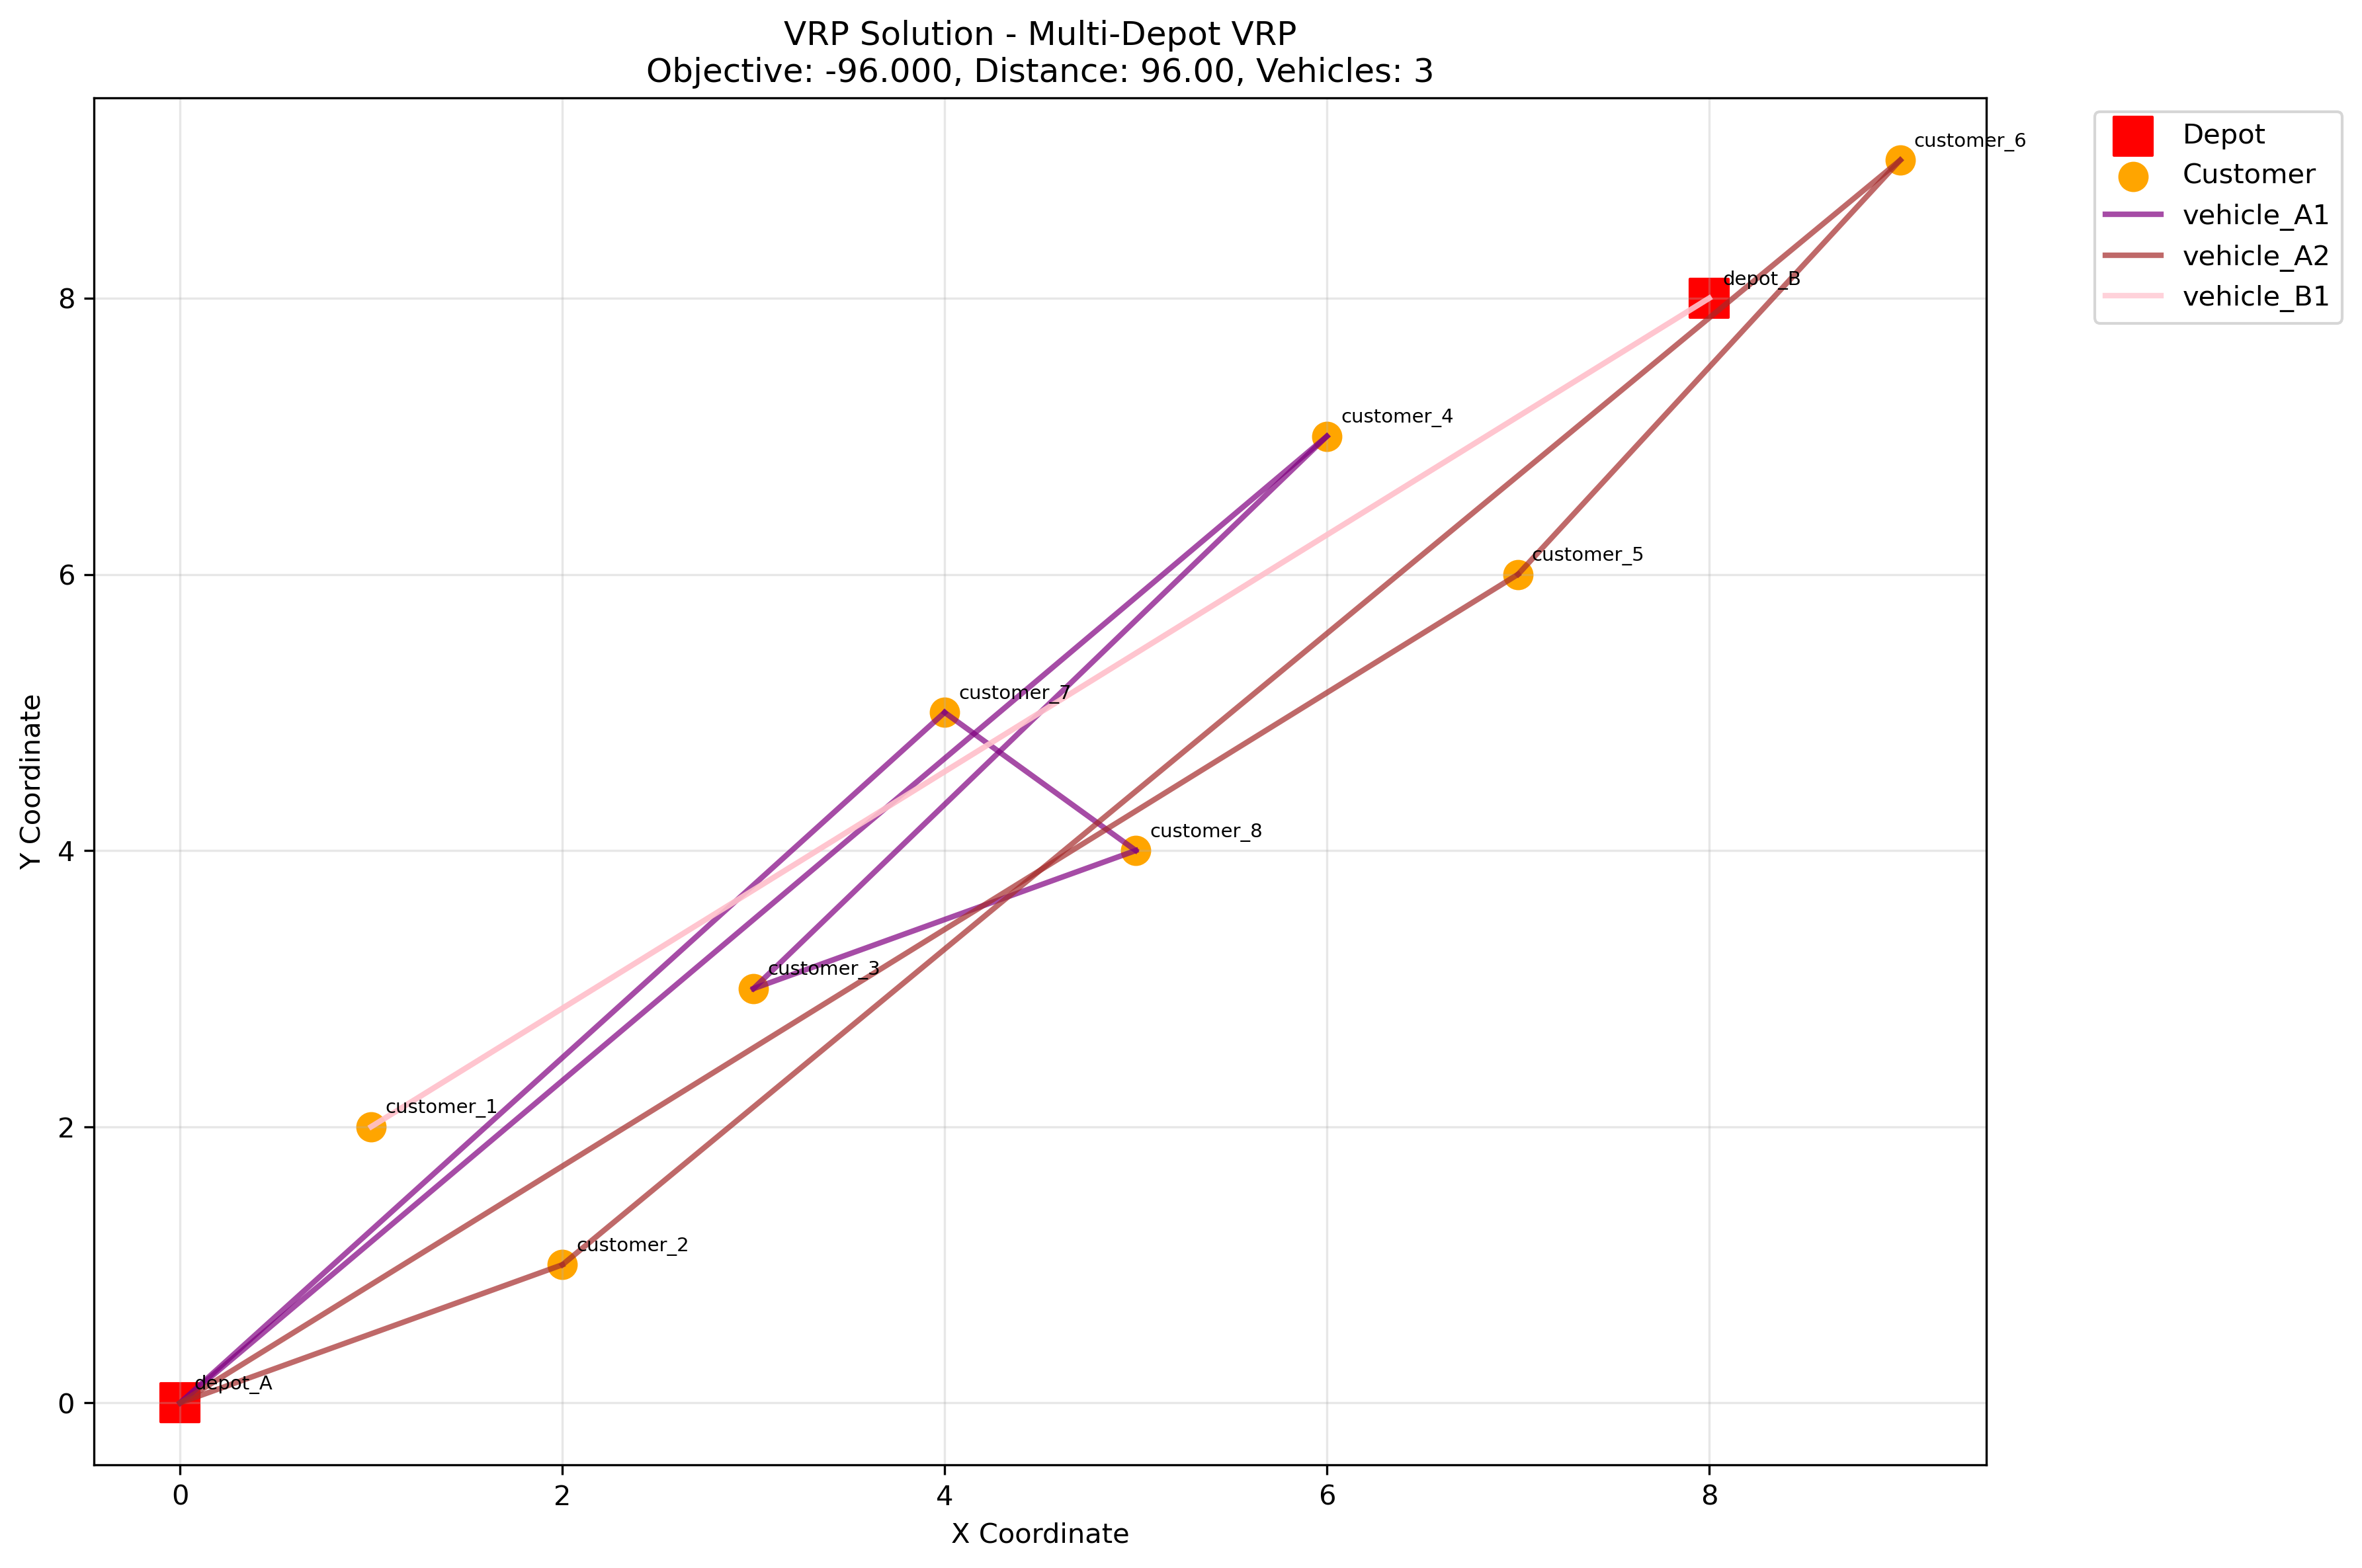 VRP Solution - Multi-Depot VRP
Objective: -96.000, Distance: 96.00, Vehicles: 3
Depot
Customer
vehicle_A1
vehicle_A2
vehicle_B1
customer_6
depot_B
customer_4
customer_5
customer_7
customer_8
customer_3
customer_1
customer_2
depot_A
Y Coordinate
8
6
4
2
0
0 2 4 6 8
X Coordinate